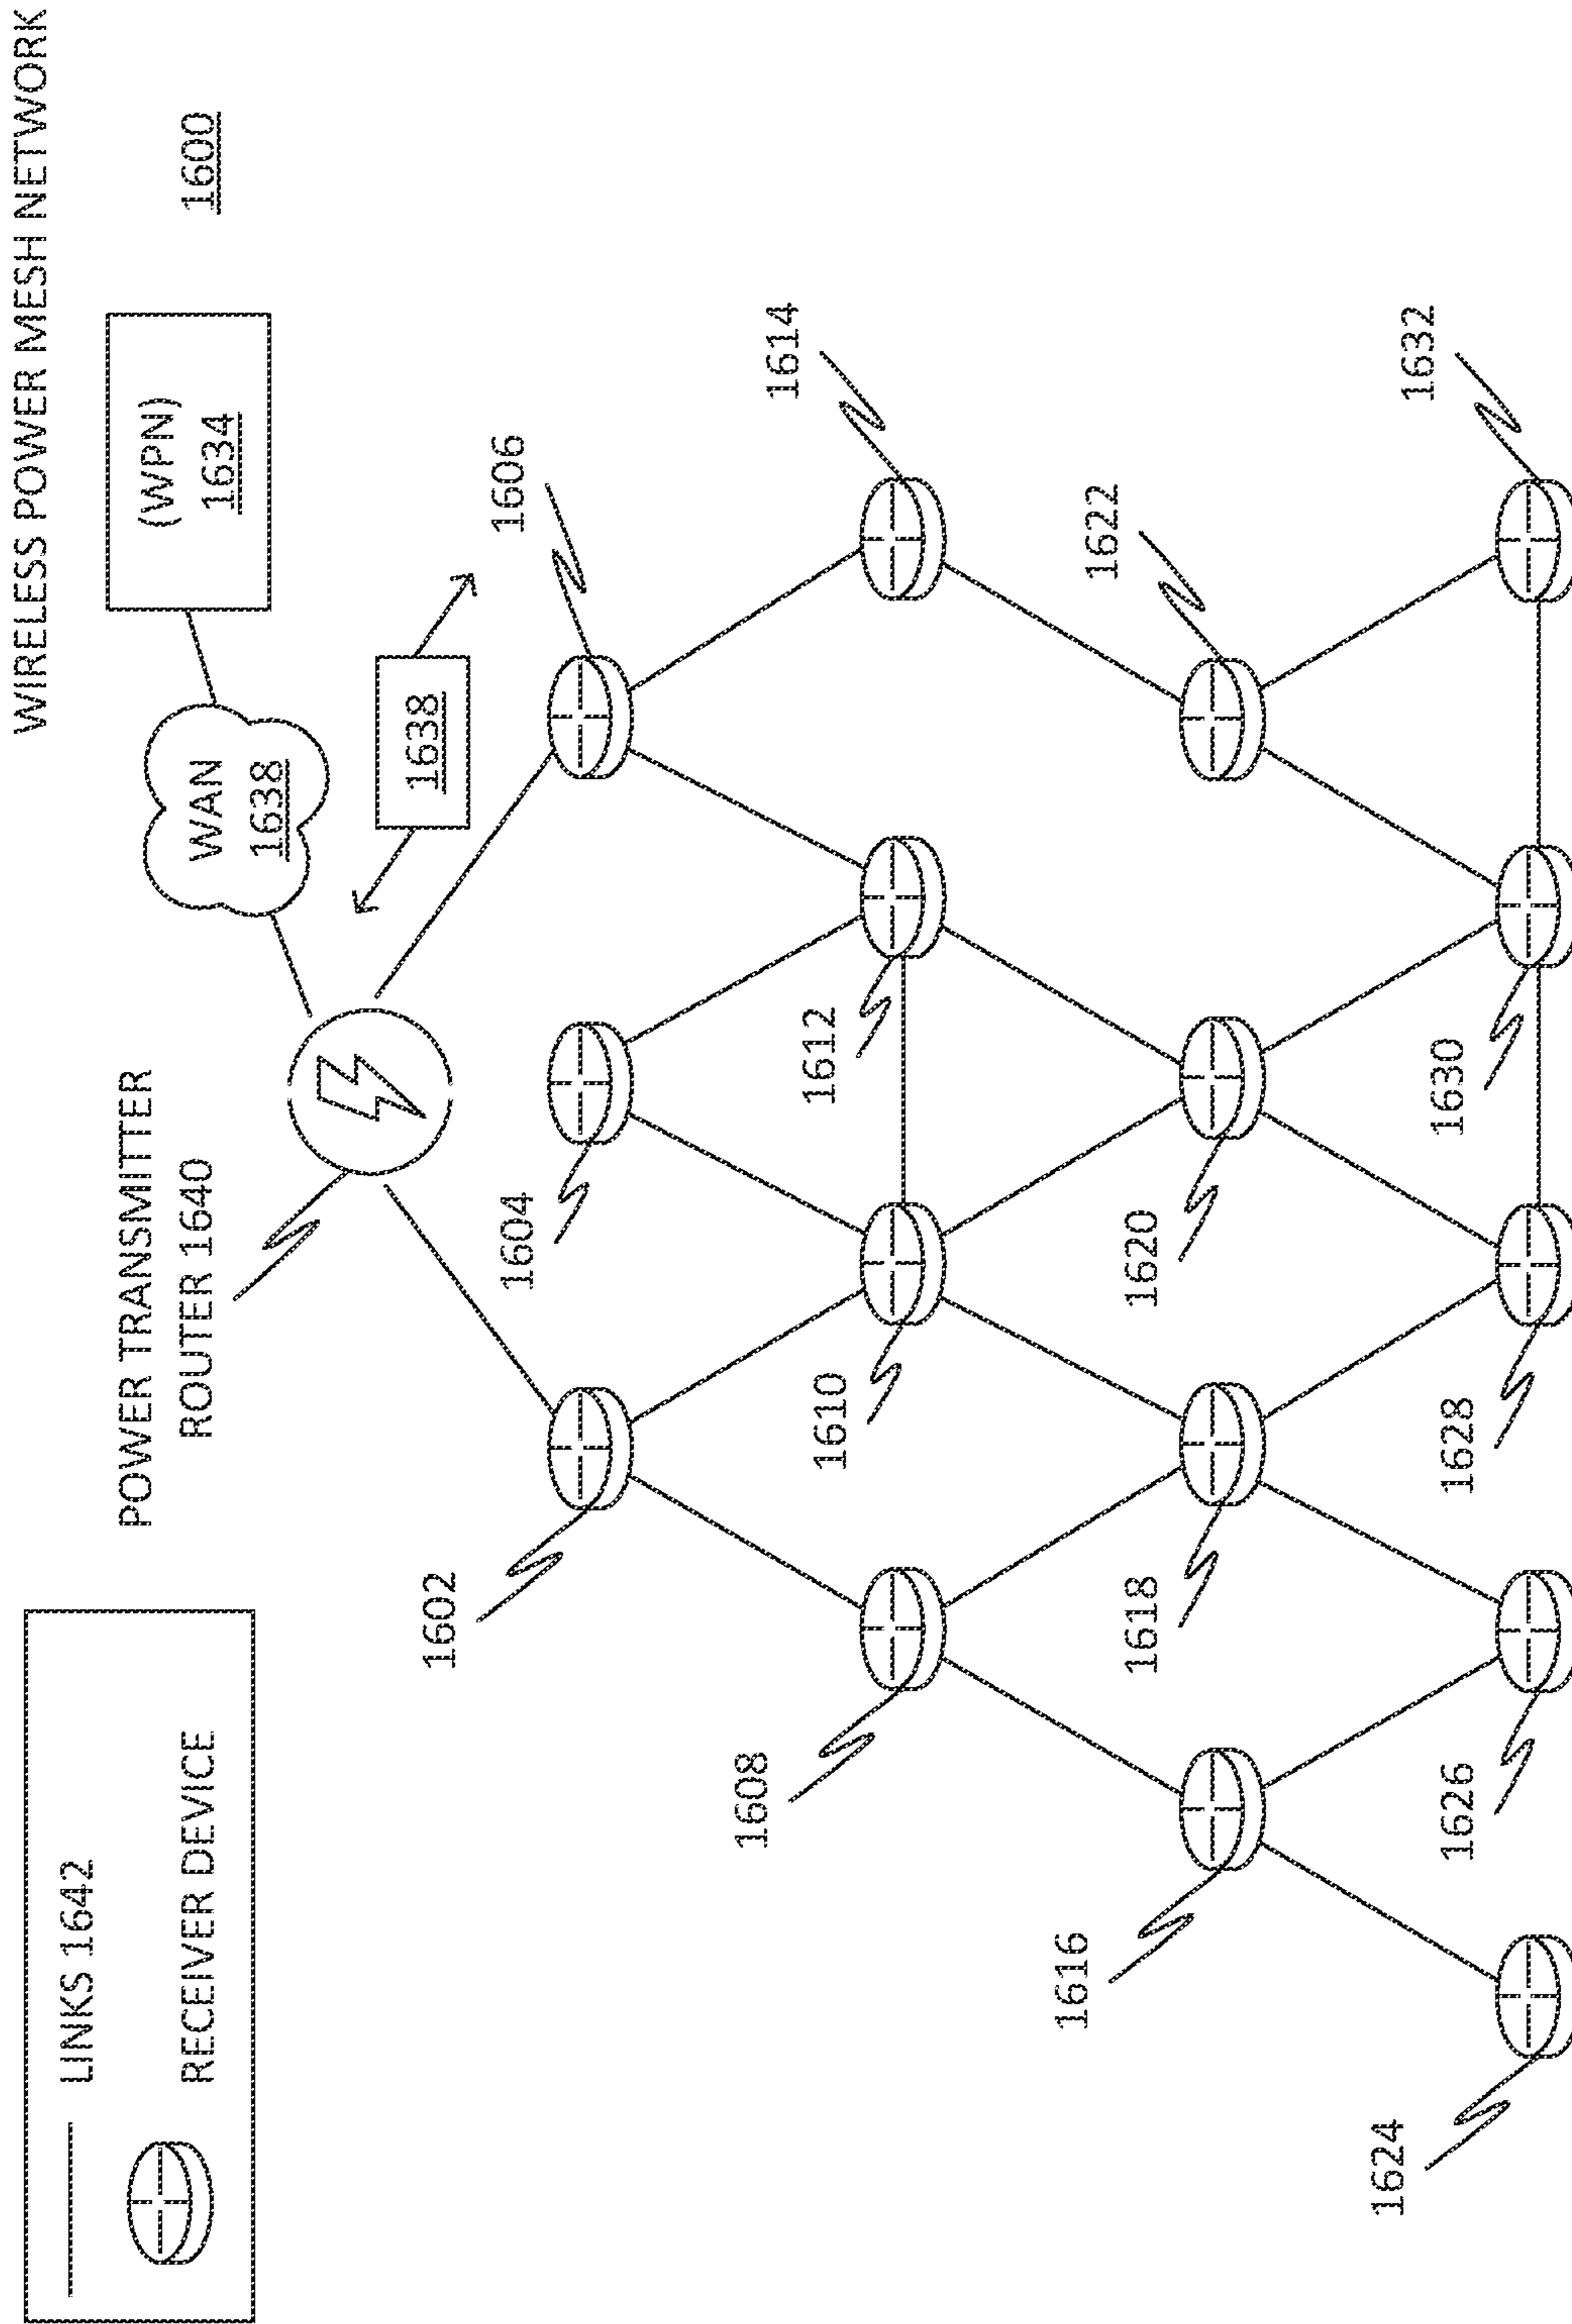 WIRELESS POWER MESH NETWORK
1600
LINKS 1642
RECEIVER DEVICE
POWER TRANSMITTER
ROUTER 1640
WAN
1638
(WPN)
1634
1638
1602
1604
1606
1608
1610
1612
1614
1616
1618
1620
1622
1624
1626
1628
1630
1632